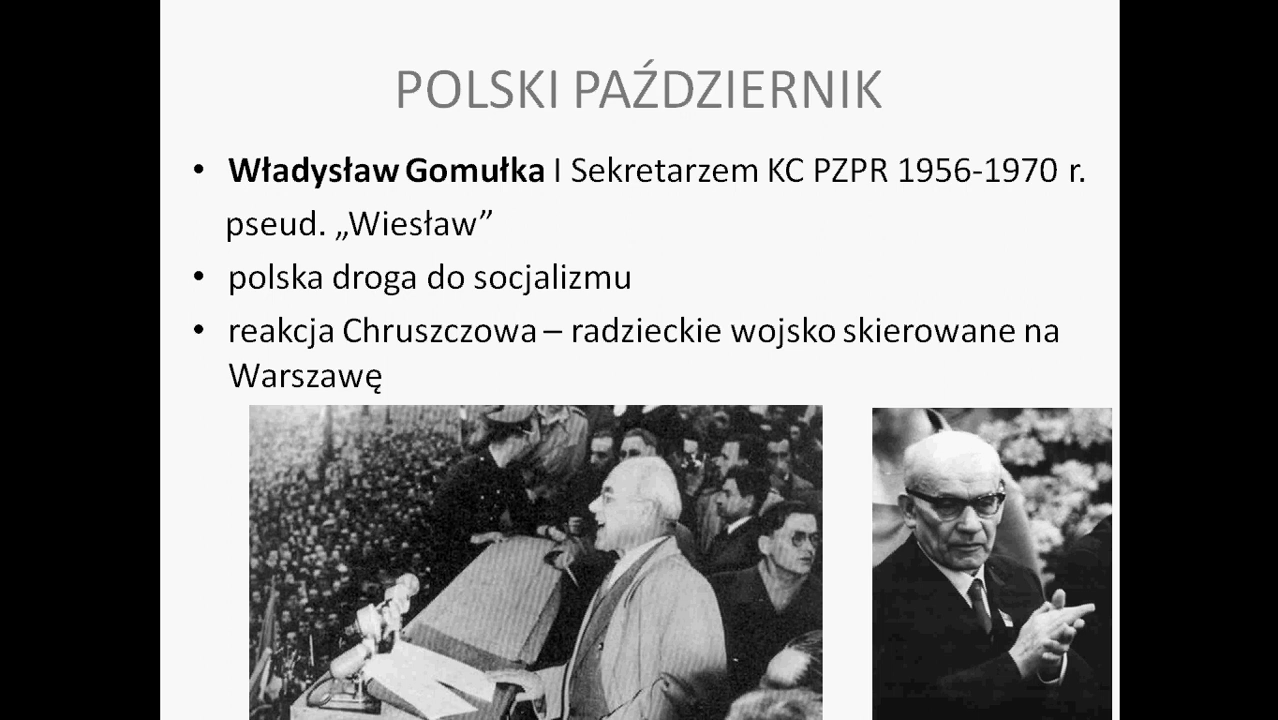 POLSKI PAŹDZIERNIK
• Władysław Gomułka I Sekretarzem KC PZPR 1956-1970 r.
pseud. „Wiesław”
• polska droga do socjalizmu
• reakcja Chruszczowa – radzieckie wojsko skierowane na
Warszawę